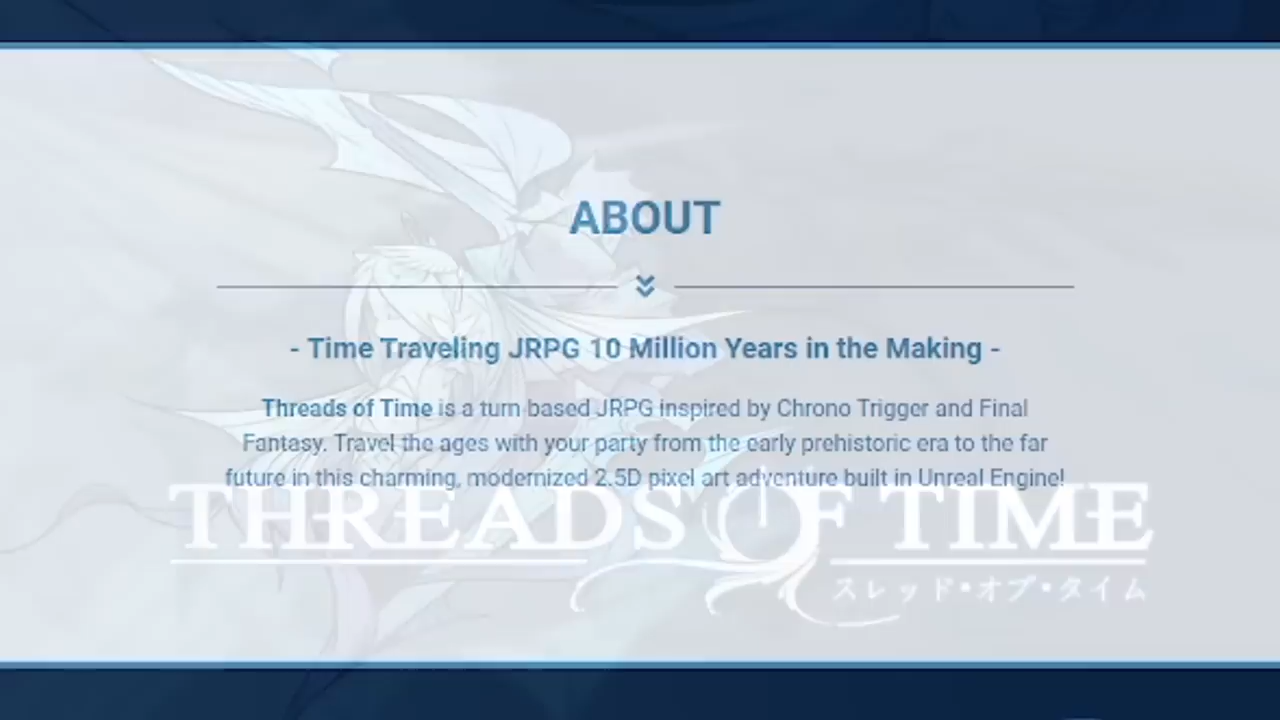 ABOUT
- Time Traveling JRPG 10 Million Years in the Making -
Threads of Time is a turn based JRPG inspired by Chrono Trigger and Final
Fantasy. Travel the ages with your party from the early prehistoric era to the far
future in this charming, modernized 2.5D pixel art adventure built in Unreal Engine!
THREADS OF TIME
スレッド•オブ•タイム